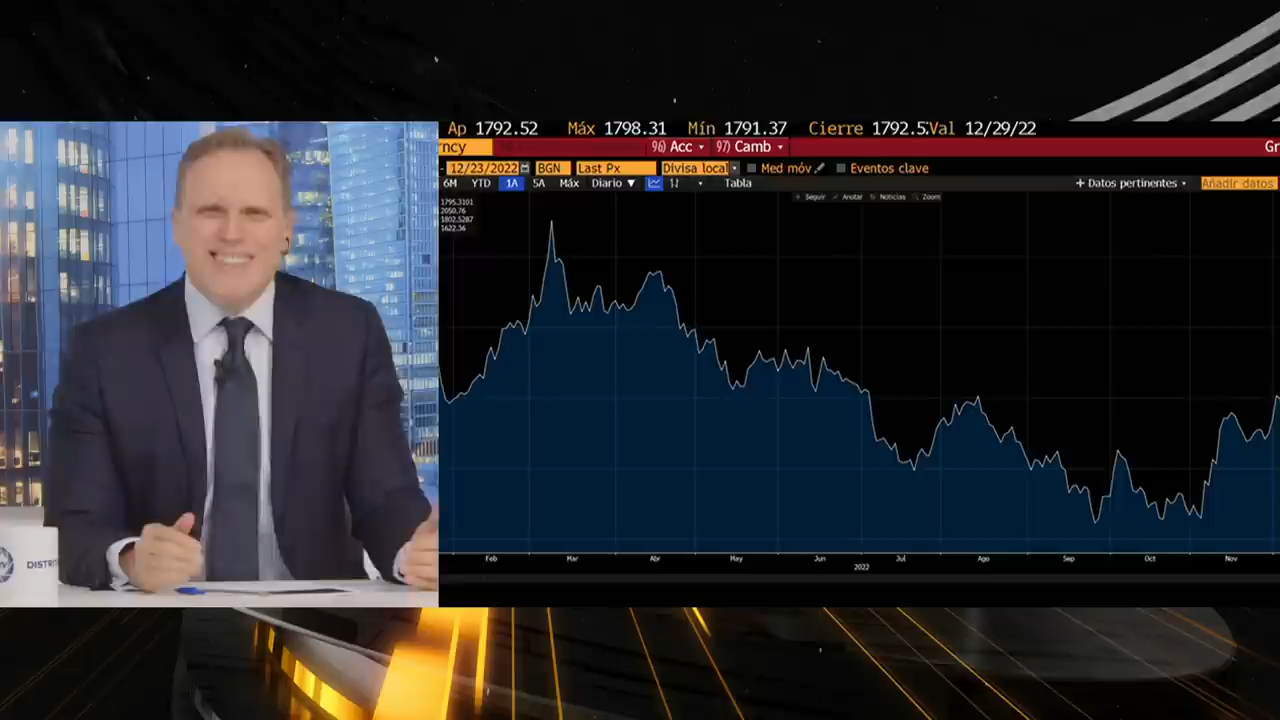 Ap 1792.52 Máx 1798.31 Mín 1791.37 Cierre 1792.5 Val 12/29/22
ncy 96) Acc 97) Camb Gr
- 12/23/2022 BGN Last Px Divisa local Med móv Eventos clave
6M YTD 1A 5A Máx Diario Tabla + Datos pertinentes Añadir datos
Seguir Anotar Noticias Zoom
1795.3101
2050.76
1802.5287
1622.36
DISTRI
Feb Mar Abr May Jun Jul Ago Sep Oct Nov
2022